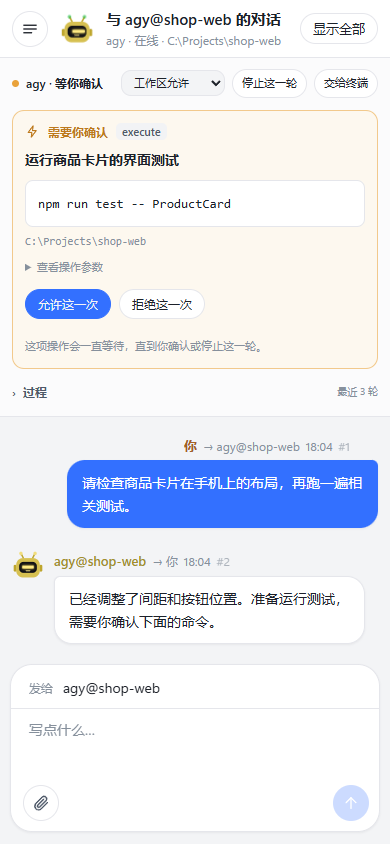 与 agy@shop-web 的对话
agy · 在线 · C:\Projects\shop-web
显示全部
agy · 等你确认
工作区允许
停止这一轮
交给终端
需要你确认 execute
运行商品卡片的界面测试
npm run test -- ProductCard
C:\Projects\shop-web
▶ 查看操作参数
允许这一次
拒绝这一次
这项操作会一直等待，直到你确认或停止这一轮。
› 过程
最近 3 轮
你 → agy@shop-web 18:04 #1
请检查商品卡片在手机上的布局，再跑一遍相
关测试。
agy@shop-web → 你 18:04 #2
已经调整了间距和按钮位置。准备运行测试，
需要你确认下面的命令。
发给 agy@shop-web
写点什么...